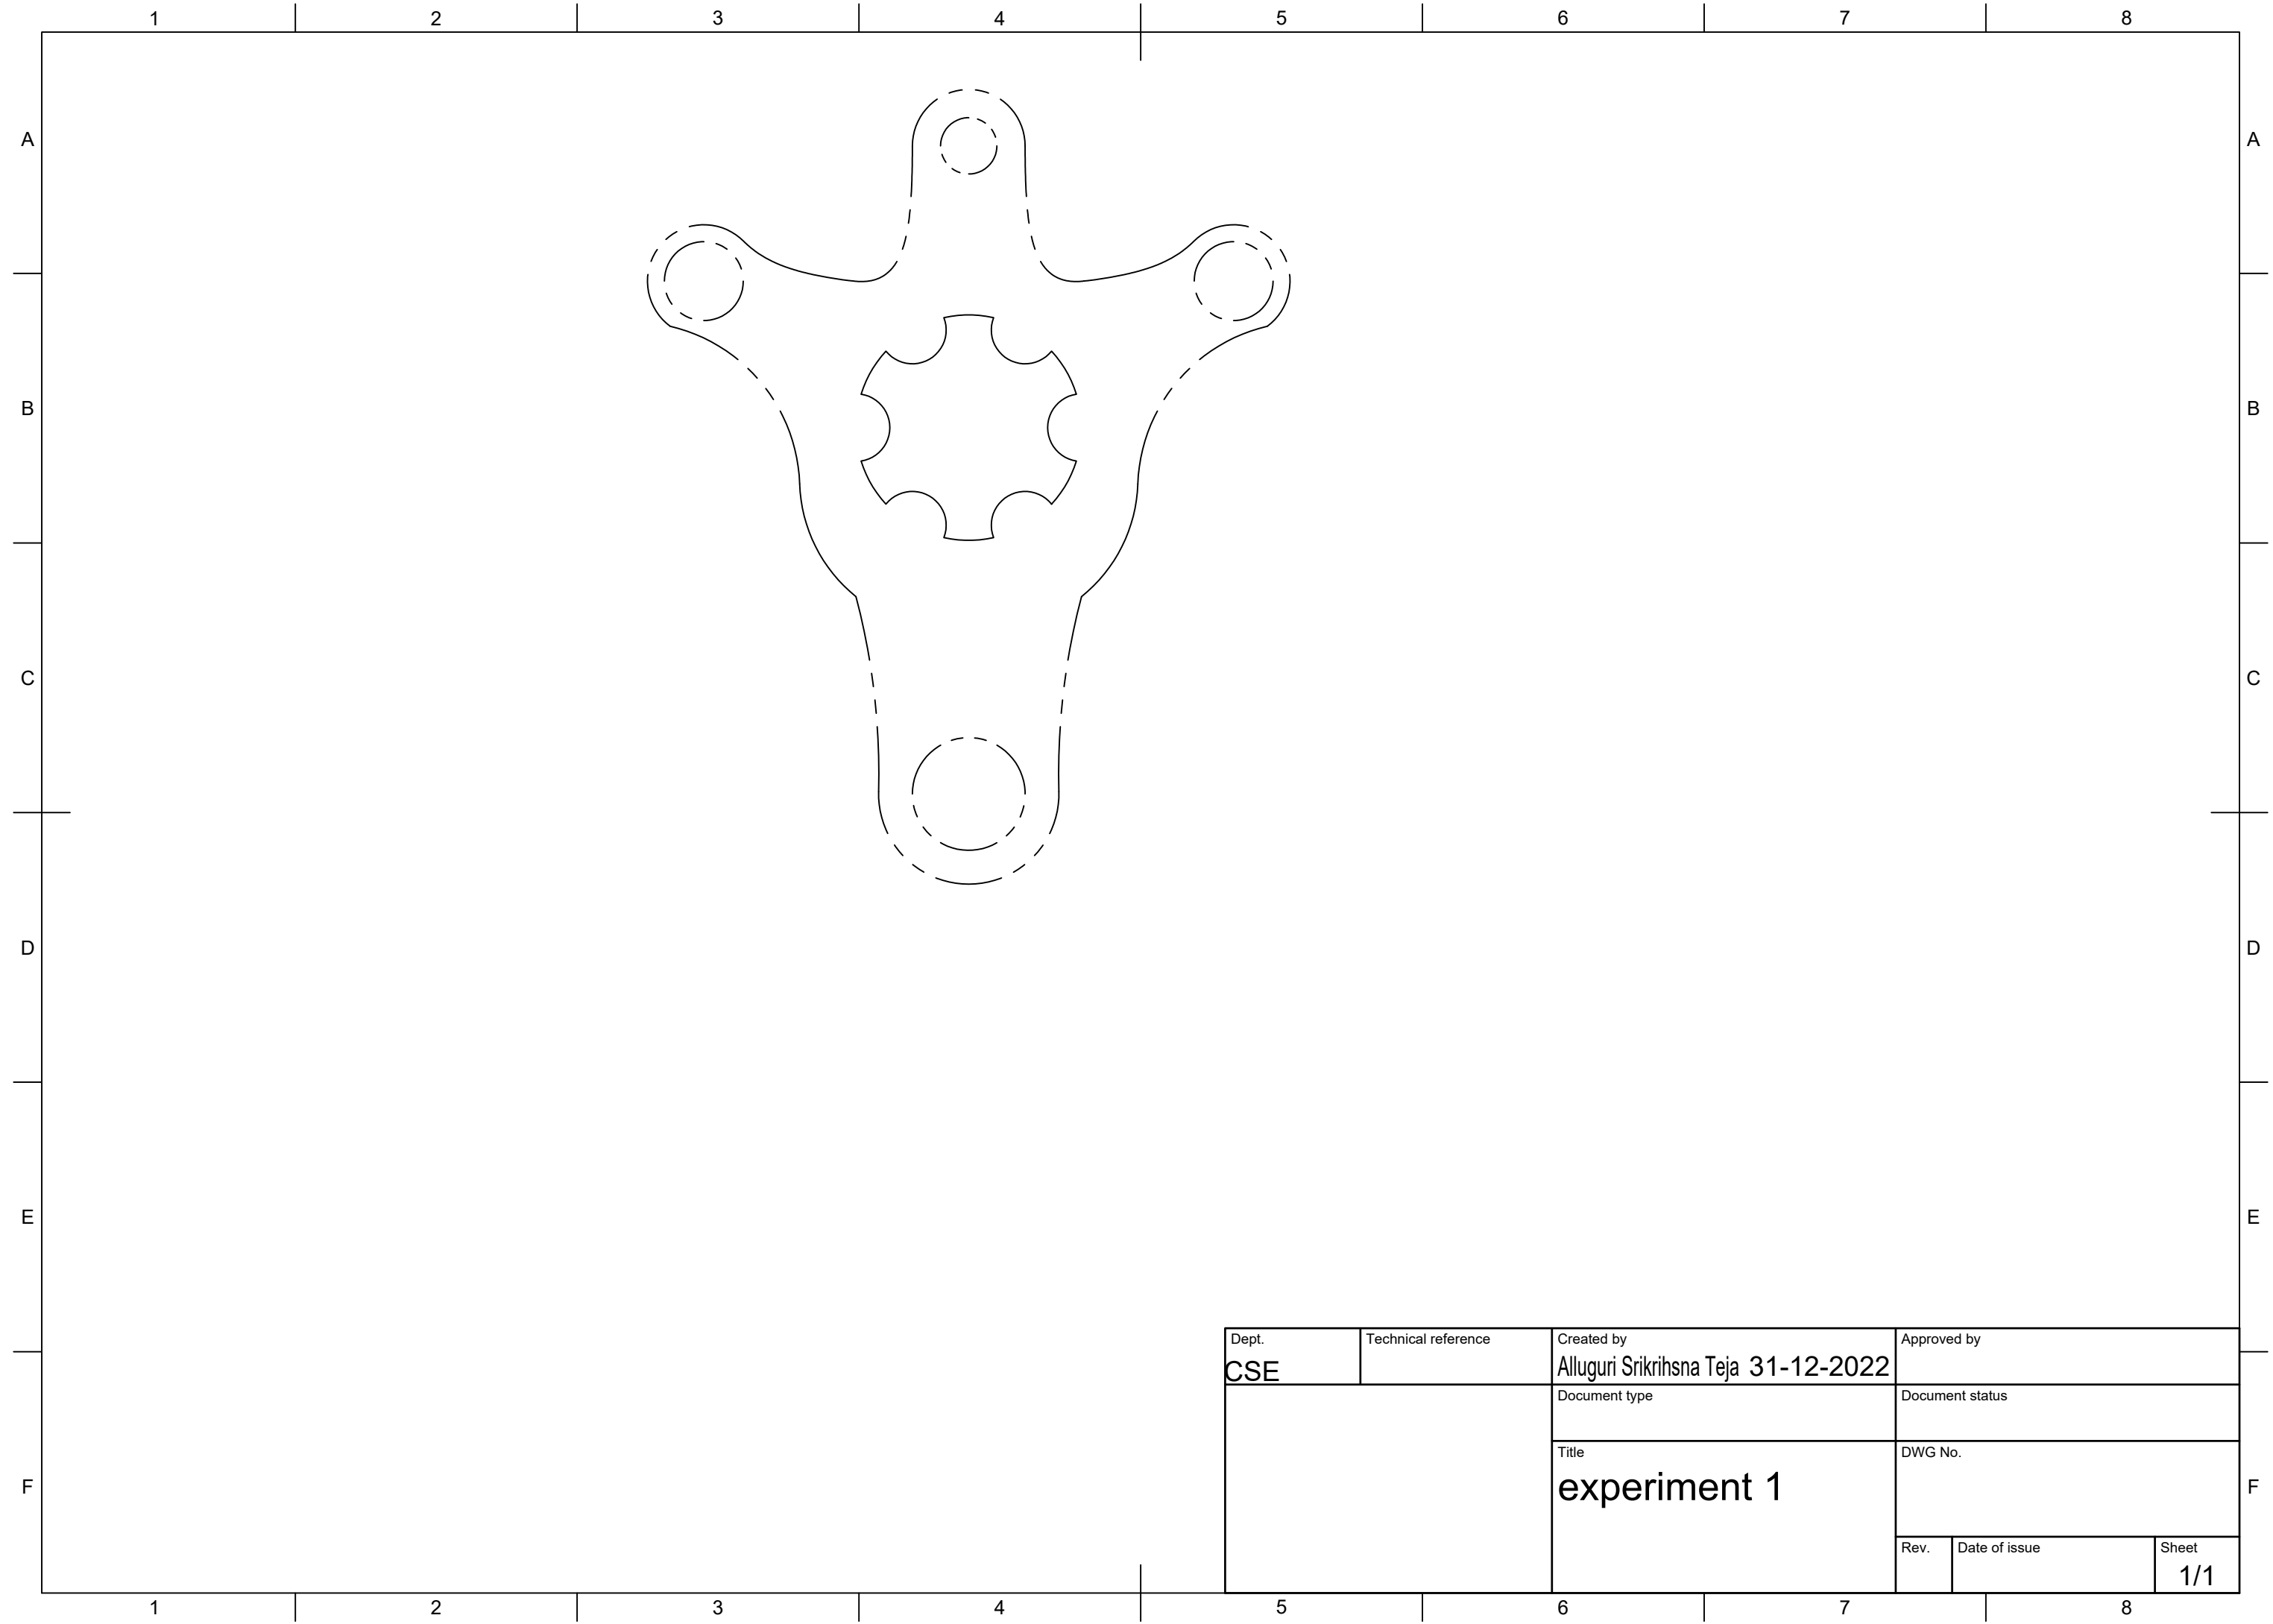 1 2 3 4 5 6 7 8
A A
B B
C C
D D
E E
F F
Dept. Technical reference Created by Approved by
CSE Alluguri Srikrihsna Teja 31-12-2022
Document type Document status
Title DWG No.
experiment 1
Rev. Date of issue Sheet
1/1
1 2 3 4 5 6 7 8